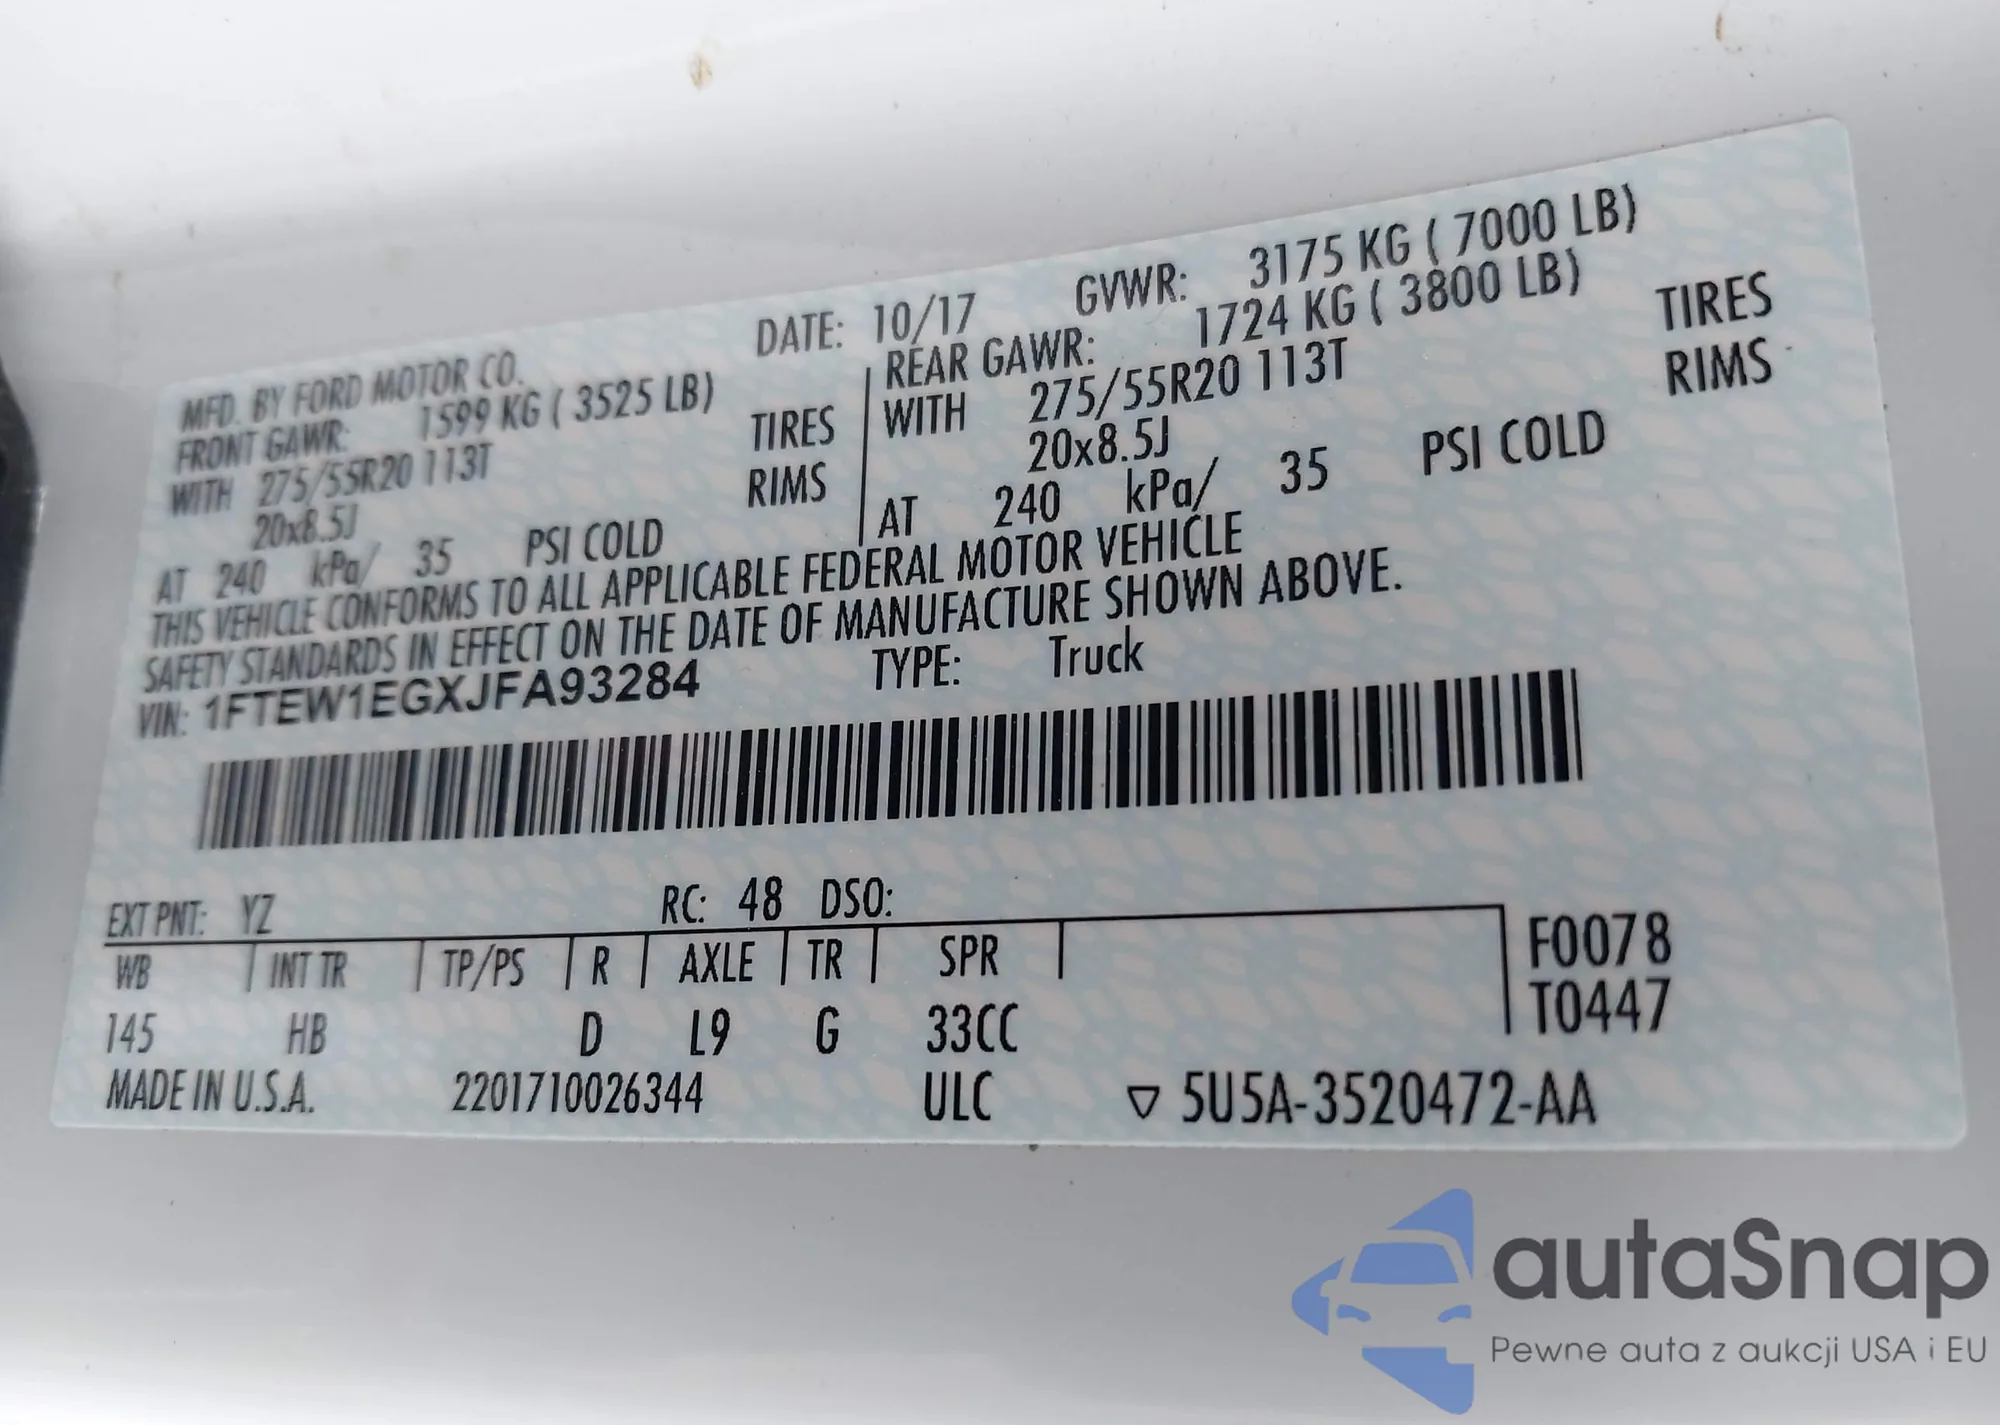 MFD. BY FORD MOTOR CO. DATE: 10/17 GVWR: 3175 KG ( 7000 LB)
FRONT GAWR: 1599 KG ( 3525 LB) REAR GAWR: 1724 KG ( 3800 LB)
WITH 275/55R20 113T TIRES WITH 275/55R20 113T TIRES
20x8.5J RIMS 20x8.5J RIMS
AT 240 kPa/ 35 PSI COLD AT 240 kPa/ 35 PSI COLD
THIS VEHICLE CONFORMS TO ALL APPLICABLE FEDERAL MOTOR VEHICLE
SAFETY STANDARDS IN EFFECT ON THE DATE OF MANUFACTURE SHOWN ABOVE.
VIN: 1FTEW1EGXJFA93284 TYPE: Truck
EXT PNT: YZ RC: 48 DSO:
WB INT TR TP/PS R AXLE TR SPR F0078
145 HB D L9 G 33CC T0447
MADE IN U.S.A. 2201710026344 ULC ▽ 5U5A-3520472-AA
autaSnap
Pewne auta z aukcji USA i EU